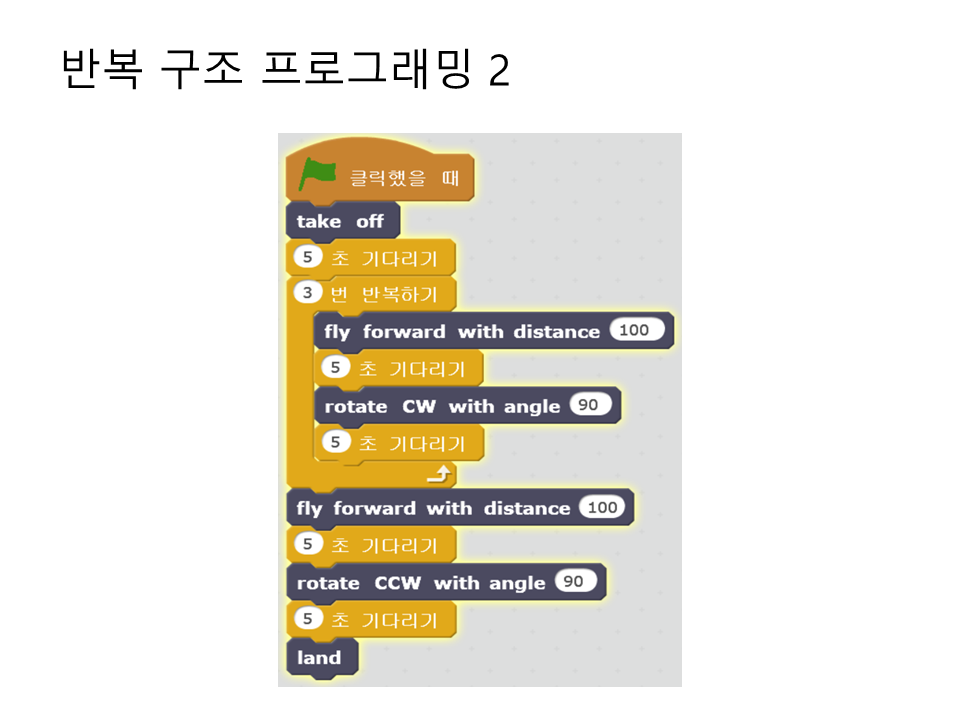 반복 구조 프로그래밍 2
클릭했을 때
take off
5 초 기다리기
3 번 반복하기
fly forward with distance 100
5 초 기다리기
rotate CW with angle 90
5 초 기다리기
fly forward with distance 100
5 초 기다리기
rotate CCW with angle 90
5 초 기다리기
land